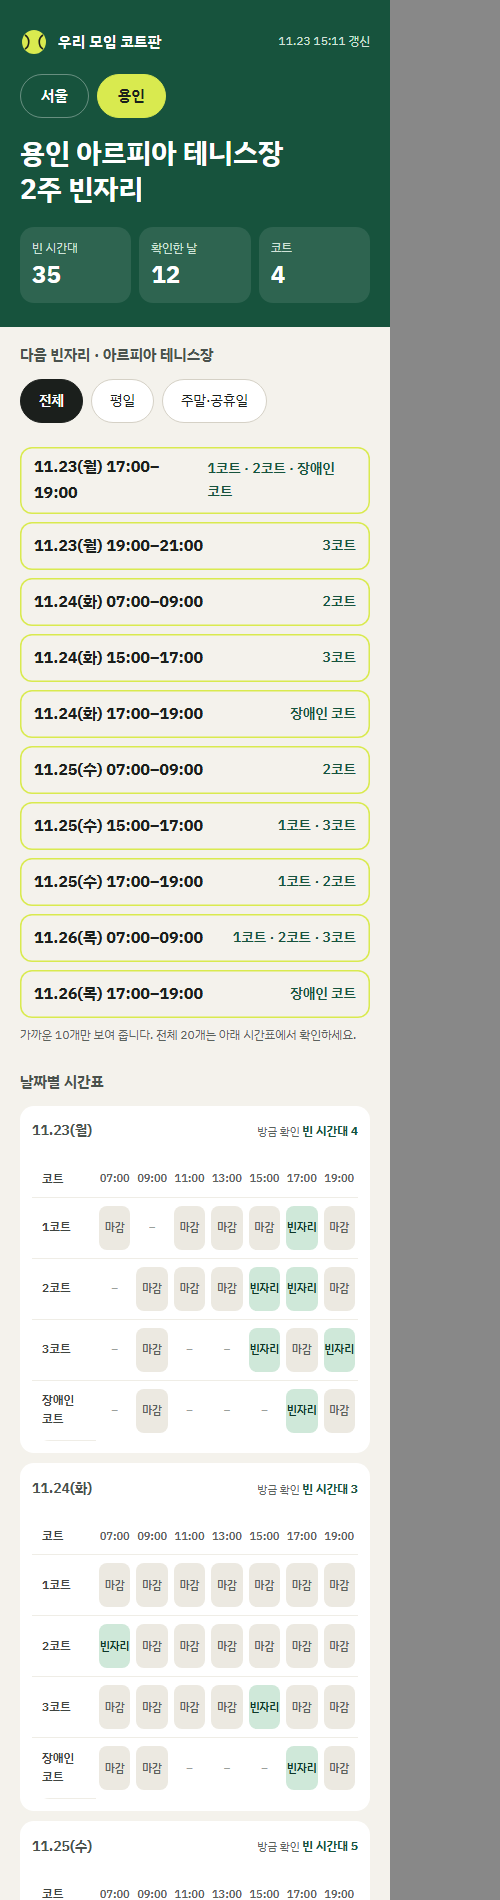 우리 모임 코트판
11.23 15:11 갱신
서울
용인
용인 아르피아 테니스장
2주 빈자리
빈 시간대
35
확인한 날
12
코트
4
다음 빈자리 · 아르피아 테니스장
전체
평일
주말·공휴일
11.23(월) 17:00–
19:00
1코트 · 2코트 · 장애인
코트
11.23(월) 19:00–21:00 3코트
11.24(화) 07:00–09:00 2코트
11.24(화) 15:00–17:00 3코트
11.24(화) 17:00–19:00 장애인 코트
11.25(수) 07:00–09:00 2코트
11.25(수) 15:00–17:00 1코트 · 3코트
11.25(수) 17:00–19:00 1코트 · 2코트
11.26(목) 07:00–09:00 1코트 · 2코트 · 3코트
11.26(목) 17:00–19:00 장애인 코트
가까운 10개만 보여 줍니다. 전체 20개는 아래 시간표에서 확인하세요.
날짜별 시간표
11.23(월) 방금 확인 빈 시간대 4
코트 07:00 09:00 11:00 13:00 15:00 17:00 19:00
1코트 마감 – 마감 마감 마감 빈자리 마감
2코트 – 마감 마감 마감 빈자리 빈자리 마감
3코트 – 마감 – – 빈자리 마감 빈자리
장애인
코트
– 마감 – – – 빈자리 마감
11.24(화) 방금 확인 빈 시간대 3
코트 07:00 09:00 11:00 13:00 15:00 17:00 19:00
1코트 마감 마감 마감 마감 마감 마감 마감
2코트 빈자리 마감 마감 마감 마감 마감 마감
3코트 마감 마감 마감 마감 빈자리 마감 마감
장애인
코트
마감 마감 – – – 빈자리 마감
11.25(수) 방금 확인 빈 시간대 5
코트 07:00 09:00 11:00 13:00 15:00 17:00 19:00